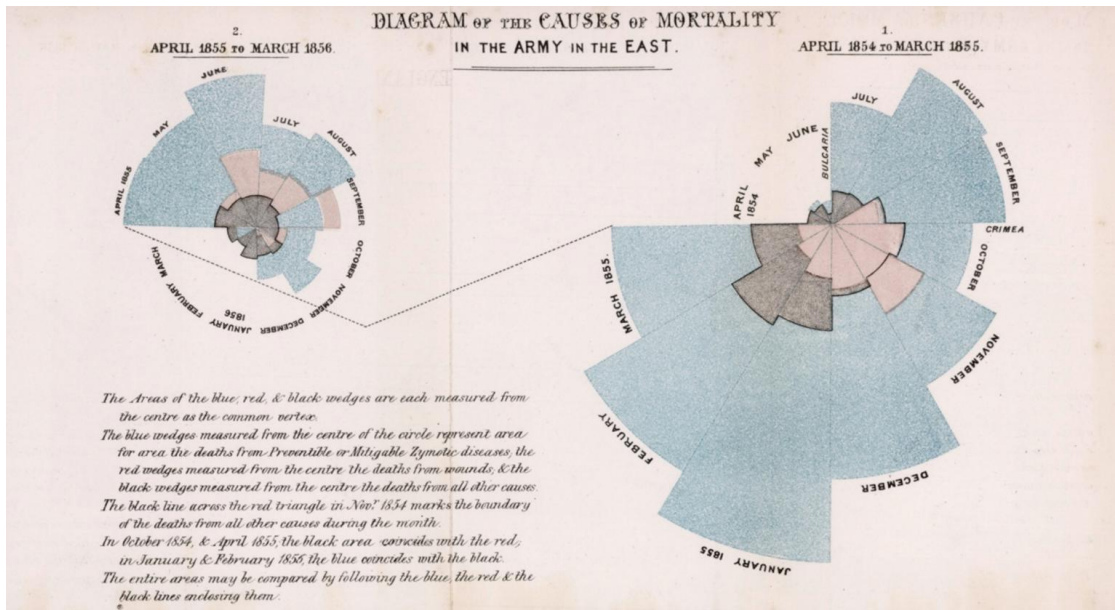 DIAGRAM OF THE CAUSES OF MORTALITY
IN THE ARMY IN THE EAST.
2.
APRIL 1855 TO MARCH 1856.
1.
APRIL 1854 TO MARCH 1855.
APRIL 1855
MAY
JUNE
JULY
AUGUST
SEPTEMBER
OCTOBER
NOVEMBER
DECEMBER
JANUARY
1856
FEBRUARY
MARCH
APRIL
1854
MAY
JUNE
BULGARIA
JULY
AUGUST
SEPTEMBER
CRIMEA
OCTOBER
NOVEMBER
DECEMBER
JANUARY 1855
FEBRUARY
MARCH 1855.
The Areas of the blue, red, & black wedges are each measured from
the centre as the common vertex.
The blue wedges measured from the centre of the circle represent area
for area the deaths from Preventible or Mitigable Zymotic diseases, the
red wedges measured from the centre the deaths from wounds, & the
black wedges measured from the centre the deaths from all other causes.
The black line across the red triangle in Novr. 1854 marks the boundary
of the deaths from all other causes during the month.
In October 1854, & April 1855, the black area coincides with the red;
in January & February 1856, the blue coincides with the black.
The entire areas may be compared by following the blue, the red & the
black lines enclosing them.